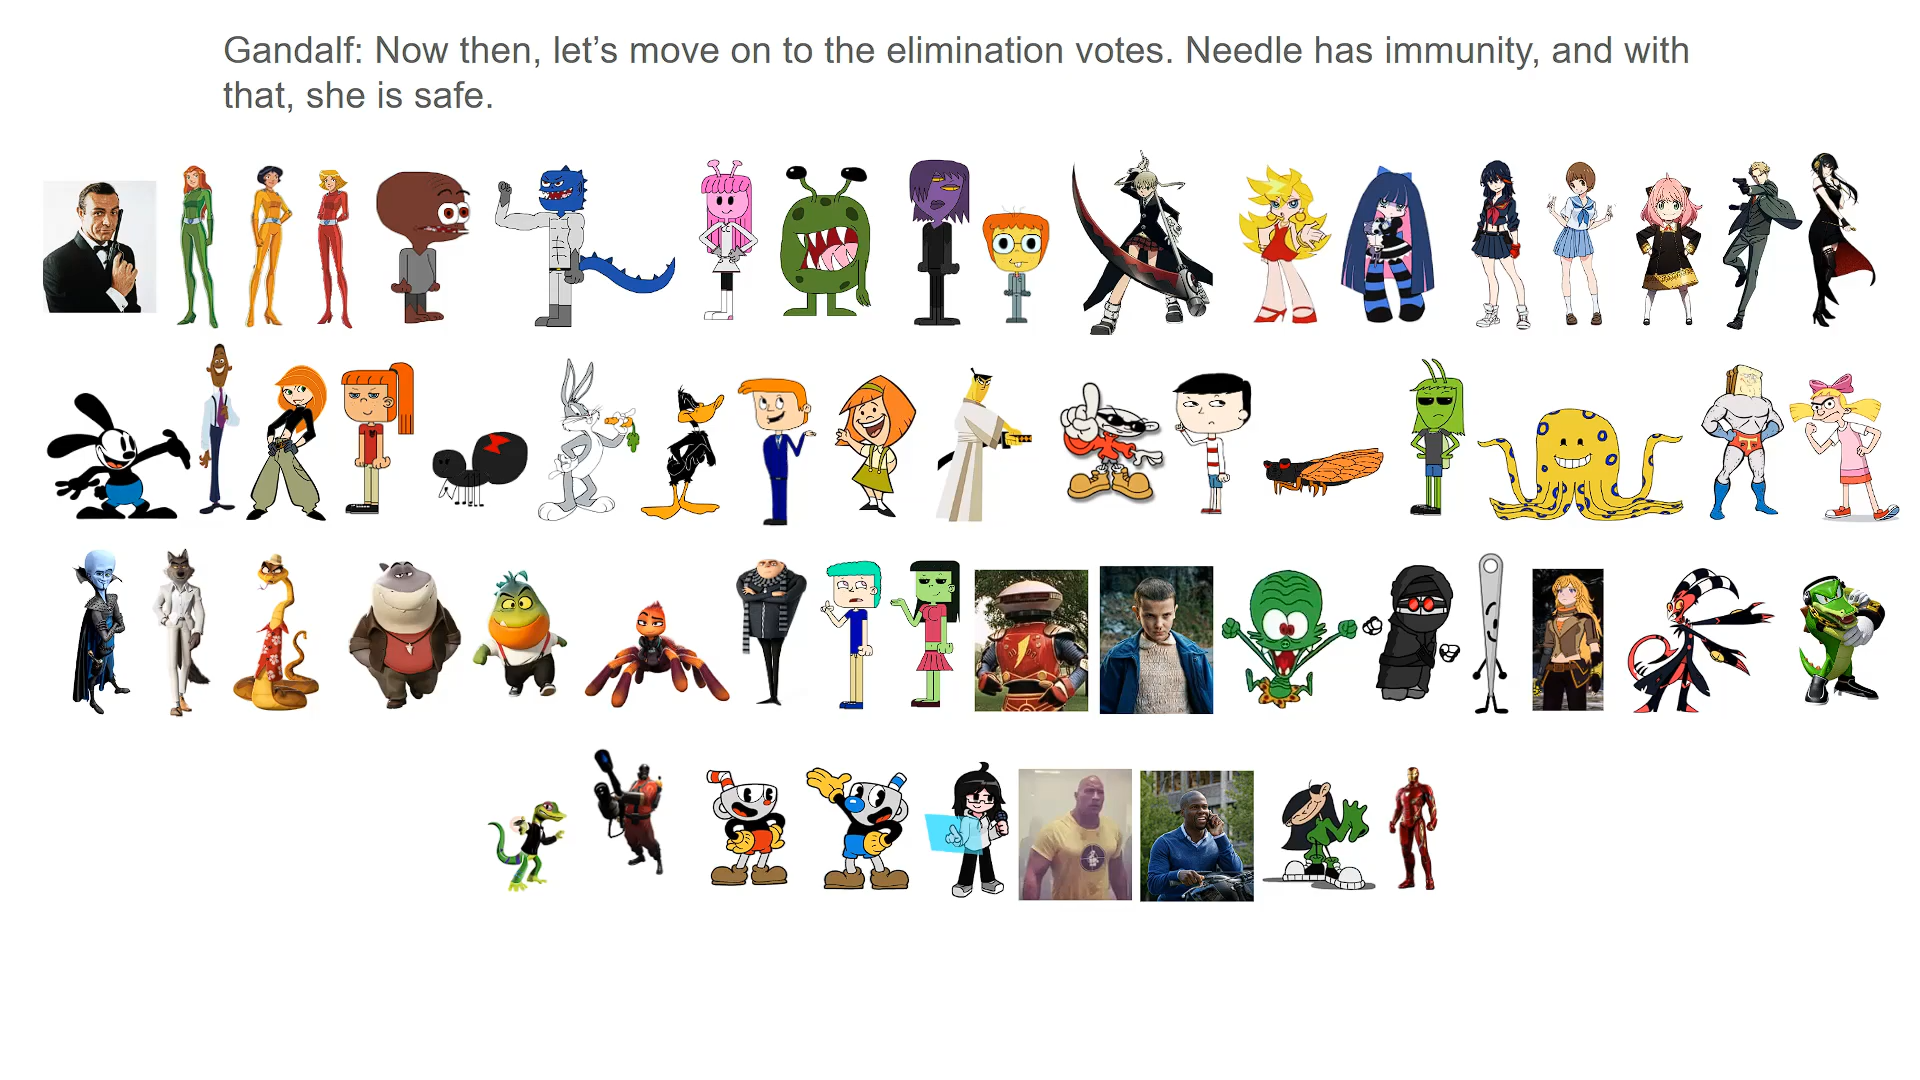 Gandalf: Now then, let’s move on to the elimination votes. Needle has immunity, and with
that, she is safe.